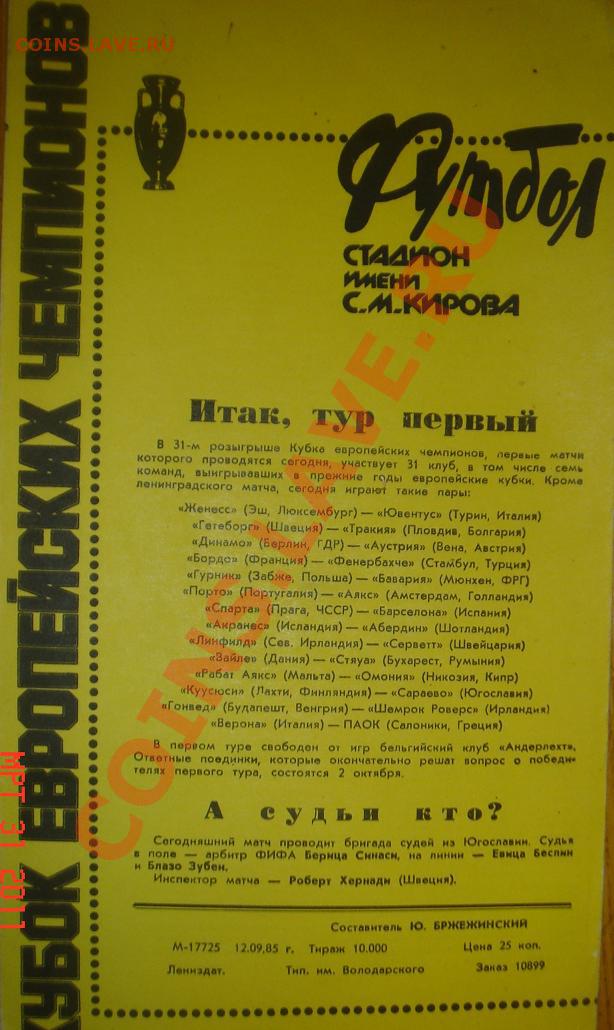 COINS.LAVE.RU
КУБОК ЕВРОПЕЙСКИХ ЧЕМПИОНОВ
Футбол
СТАДИОН
ИМЕНИ
С.М.КИРОВА
Итак, тур первый
В 31-м розыгрыше Кубка европейских чемпионов, первые матчи
которого проводятся сегодня, участвует 31 клуб, в том числе семь
команд, выигрывавших в прежние годы европейские кубки. Кроме
ленинградского матча, сегодня играют такие пары:
«Женесс» (Эш, Люксембург) — «Ювентус» (Турин, Италия)
«Гетеборг» (Швеция) — «Тракия» (Пловдив, Болгария)
«Динамо» (Берлин, ГДР) — «Аустрия» (Вена, Австрия)
«Бордо» (Франция) — «Фенербахче» (Стамбул, Турция)
«Гурник» (Забже, Польша) — «Бавария» (Мюнхен, ФРГ)
«Порто» (Португалия) — «Аякс» (Амстердам, Голландия)
«Спарта» (Прага, ЧССР) — «Барселона» (Испания)
«Акранес» (Исландия) — «Абердин» (Шотландия)
«Линфилд» (Сев. Ирландия) — «Серветт» (Швейцария)
«Вайле» (Дания) — «Стяуа» (Бухарест, Румыния)
«Рабат Аякс» (Мальта) — «Омония» (Никозия, Кипр)
«Куусюси» (Лахти, Финляндия) — «Сараево» (Югославия)
«Гонвед» (Будапешт, Венгрия) — «Шемрок Роверс» (Ирландия)
«Верона» (Италия) — ПАОК (Салоники, Греция)
В первом туре свободен от игр бельгийский клуб «Андерлехт».
Ответные поединки, которые окончательно решат вопрос о победи-
телях первого тура, состоятся 2 октября.
А судьи кто?
Сегодняшний матч проводит бригада судей из Югославии. Судья
в поле — арбитр ФИФА Берица Синаси, на линии — Евица Беспин
и Блазо Зубен.
Инспектор матча — Роберт Хернади (Швеция).
Составитель Ю. БРЖЕЖИНСКИЙ
М-17725 12.09.85 г. Тираж 10.000 Цена 25 коп.
Лениздат. Тип. им. Володарского Заказ 10899
COINS.LAVE.RU
МРТ 31 2011